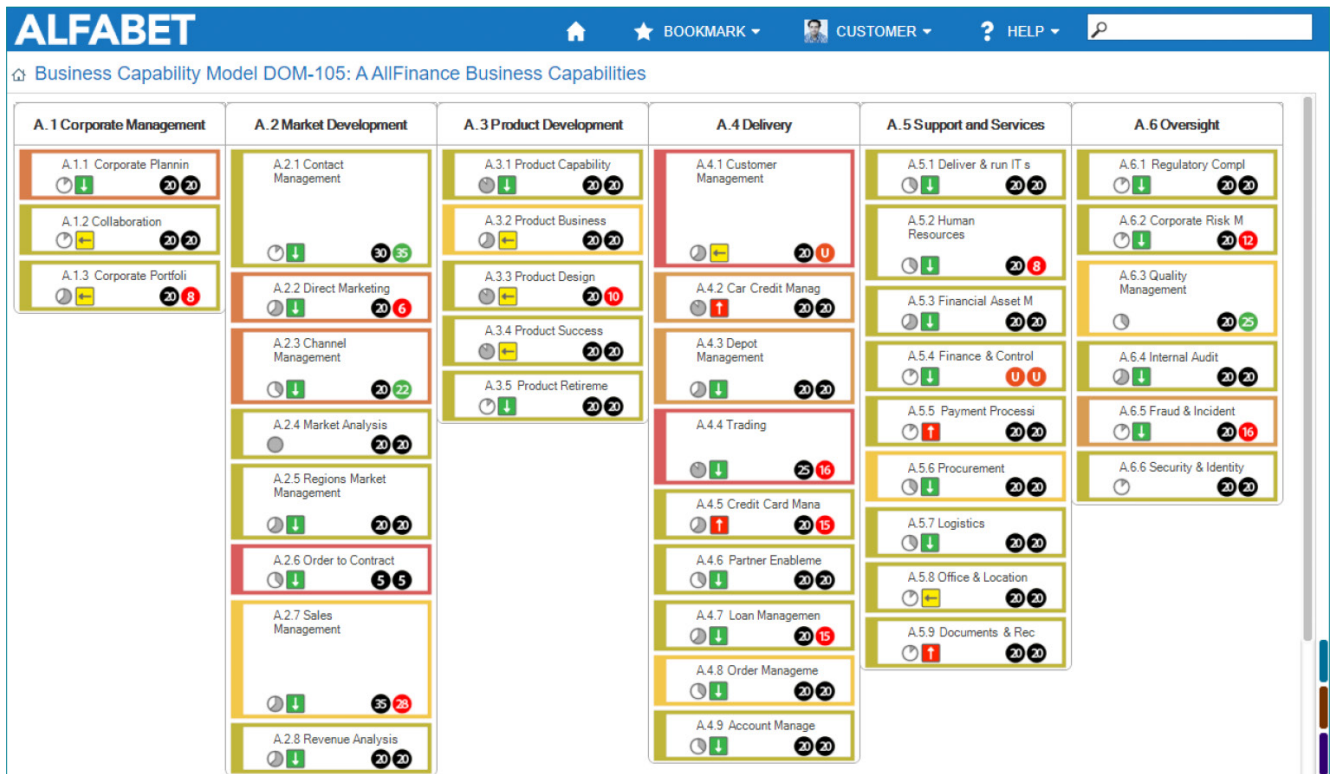 ALFABET
BOOKMARK
CUSTOMER
? HELP
Business Capability Model DOM-105: A AllFinance Business Capabilities
A.1 Corporate Management
A.1.1 Corporate Plannin
20 20
A.1.2 Collaboration
20 20
A.1.3 Corporate Portfoli
20 8
A.2 Market Development
A.2.1 Contact
Management
30 35
A.2.2 Direct Marketing
20 6
A.2.3 Channel
Management
20 22
A.2.4 Market Analysis
20 20
A.2.5 Regions Market
Management
20 20
A.2.6 Order to Contract
5 5
A.2.7 Sales
Management
35 28
A.2.8 Revenue Analysis
20 20
A.3 Product Development
A.3.1 Product Capability
20 20
A.3.2 Product Business
20 20
A.3.3 Product Design
20 10
A.3.4 Product Success
20 20
A.3.5 Product Retireme
20 20
A.4 Delivery
A.4.1 Customer
Management
20 U
A.4.2 Car Credit Manag
20 20
A.4.3 Depot
Management
20 20
A.4.4 Trading
25 16
A.4.5 Credit Card Mana
20 15
A.4.6 Partner Enableme
20 20
A.4.7 Loan Managemen
20 15
A.4.8 Order Manageme
20 20
A.4.9 Account Manage
20 20
A.5 Support and Services
A.5.1 Deliver & run IT s
20 20
A.5.2 Human
Resources
20 8
A.5.3 Financial Asset M
20 20
A.5.4 Finance & Control
U U
A.5.5 Payment Processi
20 20
A.5.6 Procurement
20 20
A.5.7 Logistics
20 20
A.5.8 Office & Location
20 20
A.5.9 Documents & Rec
20 20
A.6 Oversight
A.6.1 Regulatory Compl
20 20
A.6.2 Corporate Risk M
20 12
A.6.3 Quality
Management
20 25
A.6.4 Internal Audit
20 20
A.6.5 Fraud & Incident
20 16
A.6.6 Security & Identity
20 20